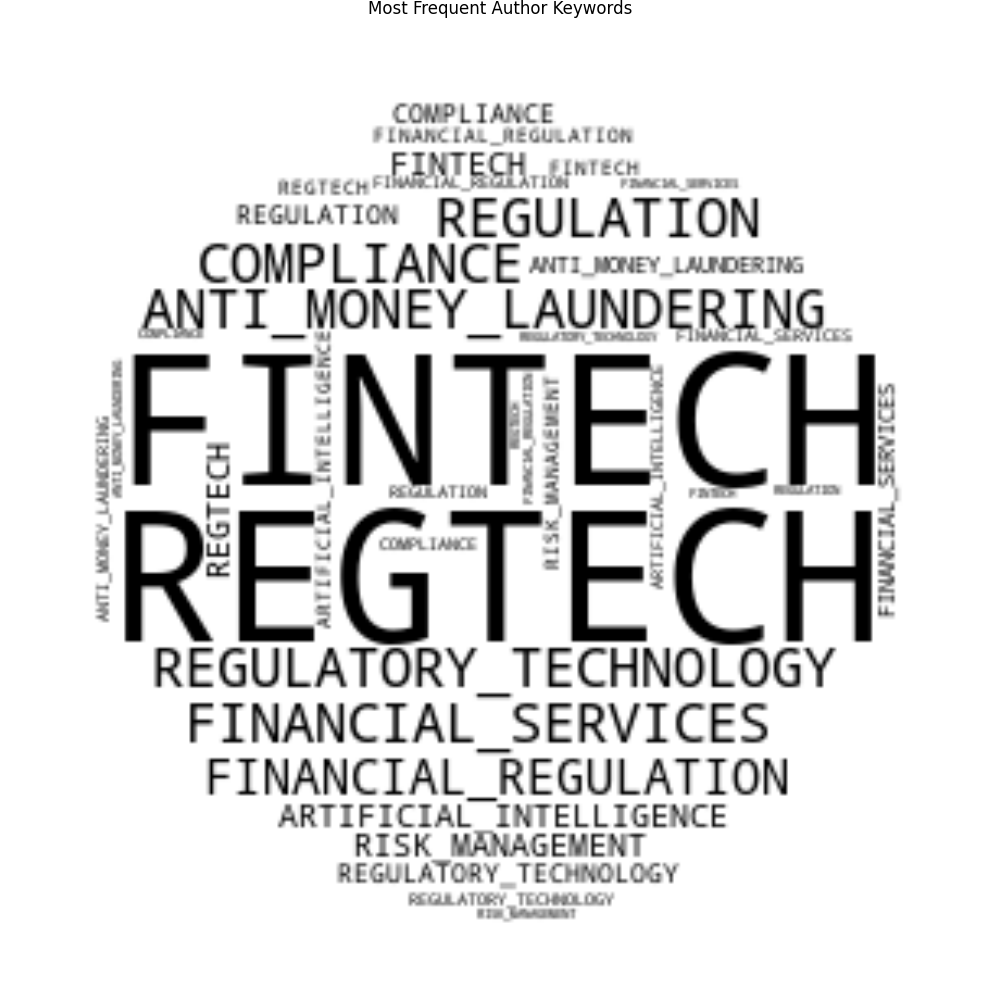 Most Frequent Author Keywords
COMPLIANCE
FINANCIAL_REGULATION
FINTECH FINTECH
REGTECH FINANCIAL_REGULATION FINANCIAL_SERVICES
REGULATION REGULATION
COMPLIANCE ANTI_MONEY_LAUNDERING
ANTI_MONEY_LAUNDERING
COMPLIANCE REGULATORY_TECHNOLOGY FINANCIAL_SERVICES
FINTECH
ANTI_MONEY_LAUNDERING
ANTI_MONEY_LAUNDERING
REGTECH
ARTIFICIAL_INTELLIGENCE
REGTECH
FINANCIAL_REGULATION
RISK_MANAGEMENT
ARTIFICIAL_INTELLIGENCE
FINANCIAL_SERVICES
REGULATION FINTECH REGULATION
REGTECH
COMPLIANCE
REGULATORY_TECHNOLOGY
FINANCIAL_SERVICES
FINANCIAL_REGULATION
ARTIFICIAL_INTELLIGENCE
RISK_MANAGEMENT
REGULATORY_TECHNOLOGY
REGULATORY_TECHNOLOGY
RISK_MANAGEMENT